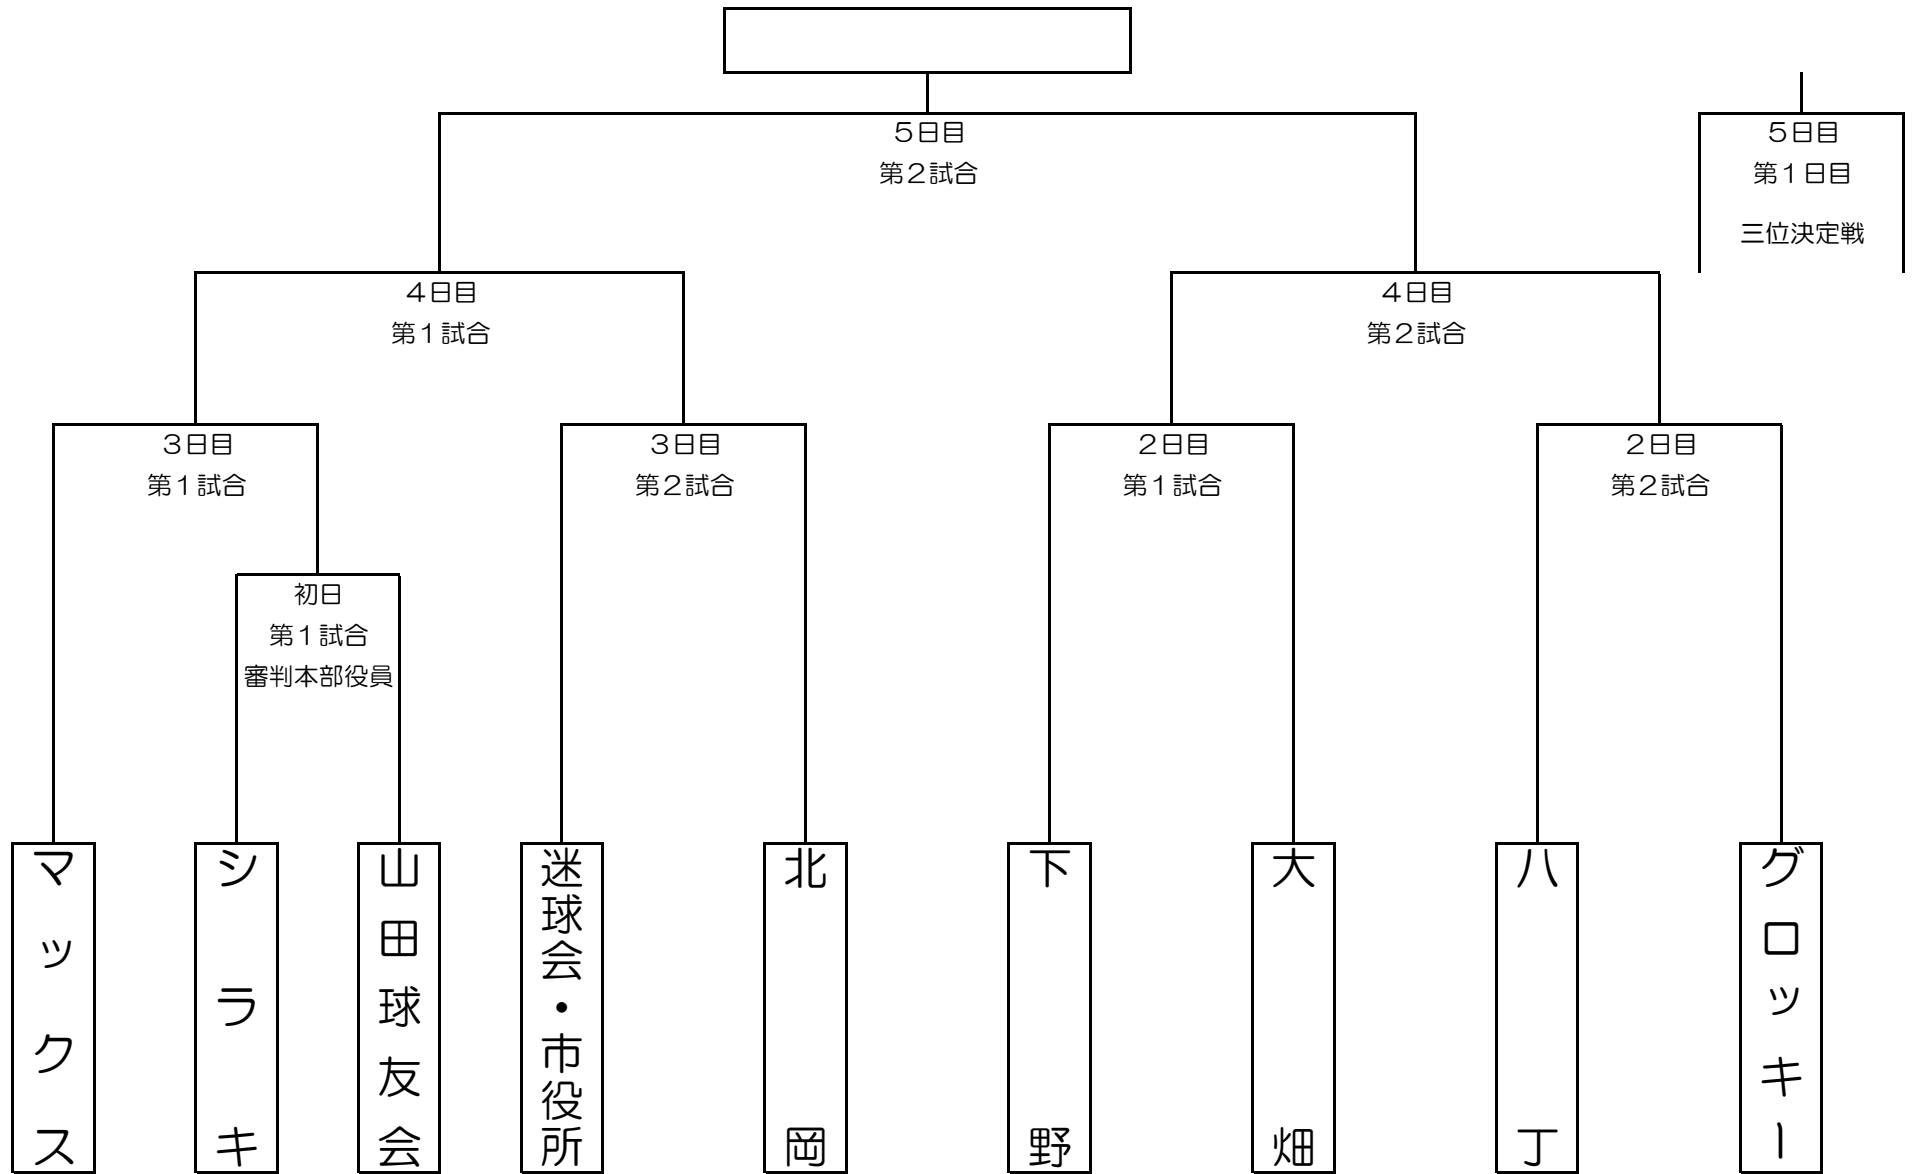 ５日目
第２試合
５日目
第１日目
三位決定戦
４日目
第１試合
４日目
第２試合
３日目
第１試合
３日目
第２試合
２日目
第１試合
２日目
第２試合
初日
第１試合
審判本部役員
マックス
シラキ
山田球友会
迷球会・市役所
北岡
下野
大畑
八丁
グロッキー